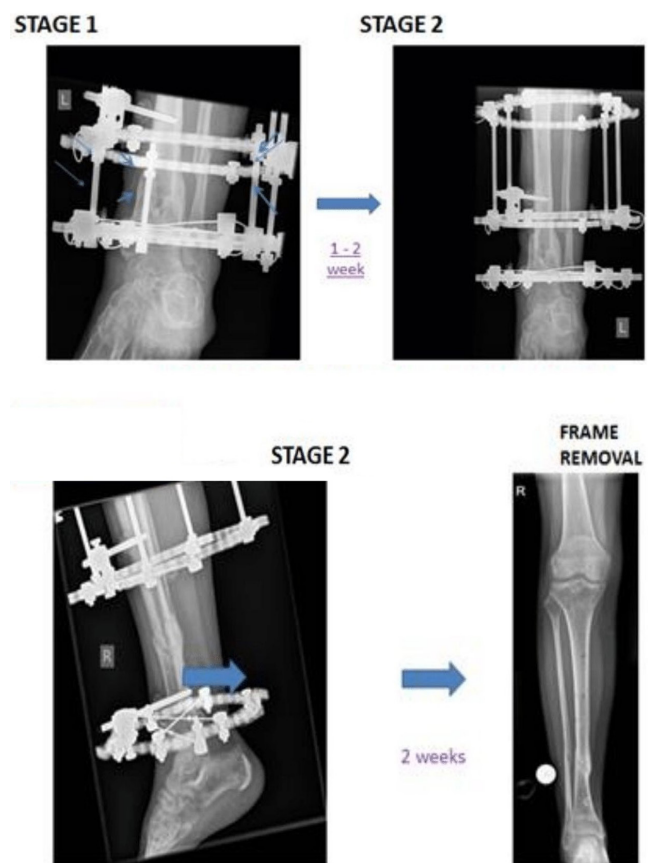 STAGE 1
STAGE 2
L
1 - 2
week
L
STAGE 2
FRAME
REMOVAL
R
R
2 weeks